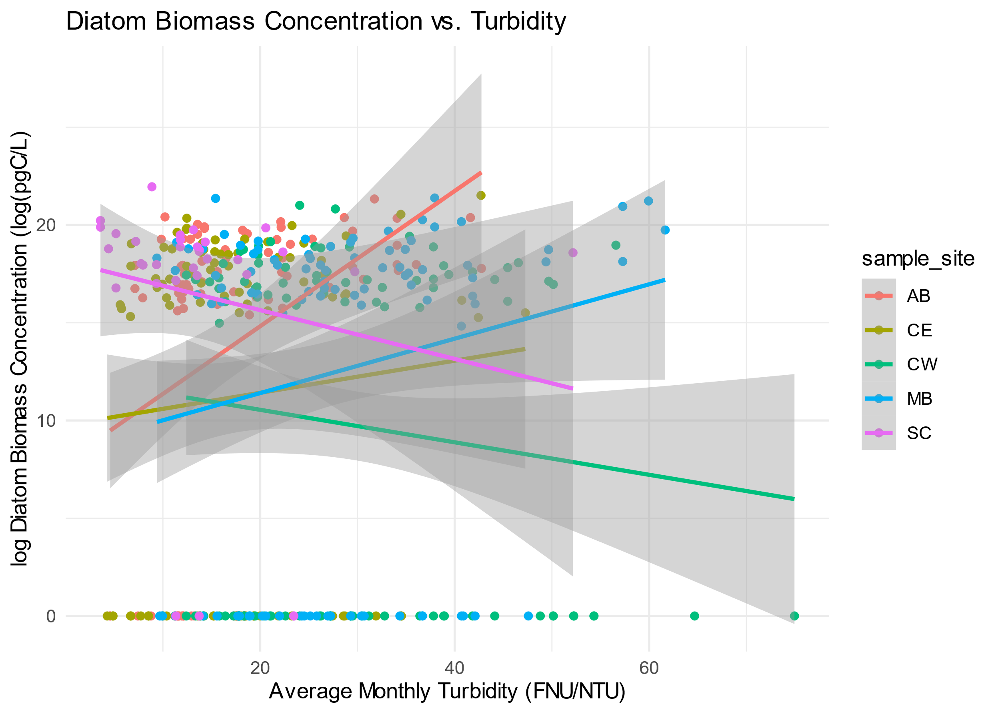 Diatom Biomass Concentration vs. Turbidity
log Diatom Biomass Concentration (log(pgC/L)
20
10
0
20
40
60
Average Monthly Turbidity (FNU/NTU)
sample_site
AB
CE
CW
MB
SC